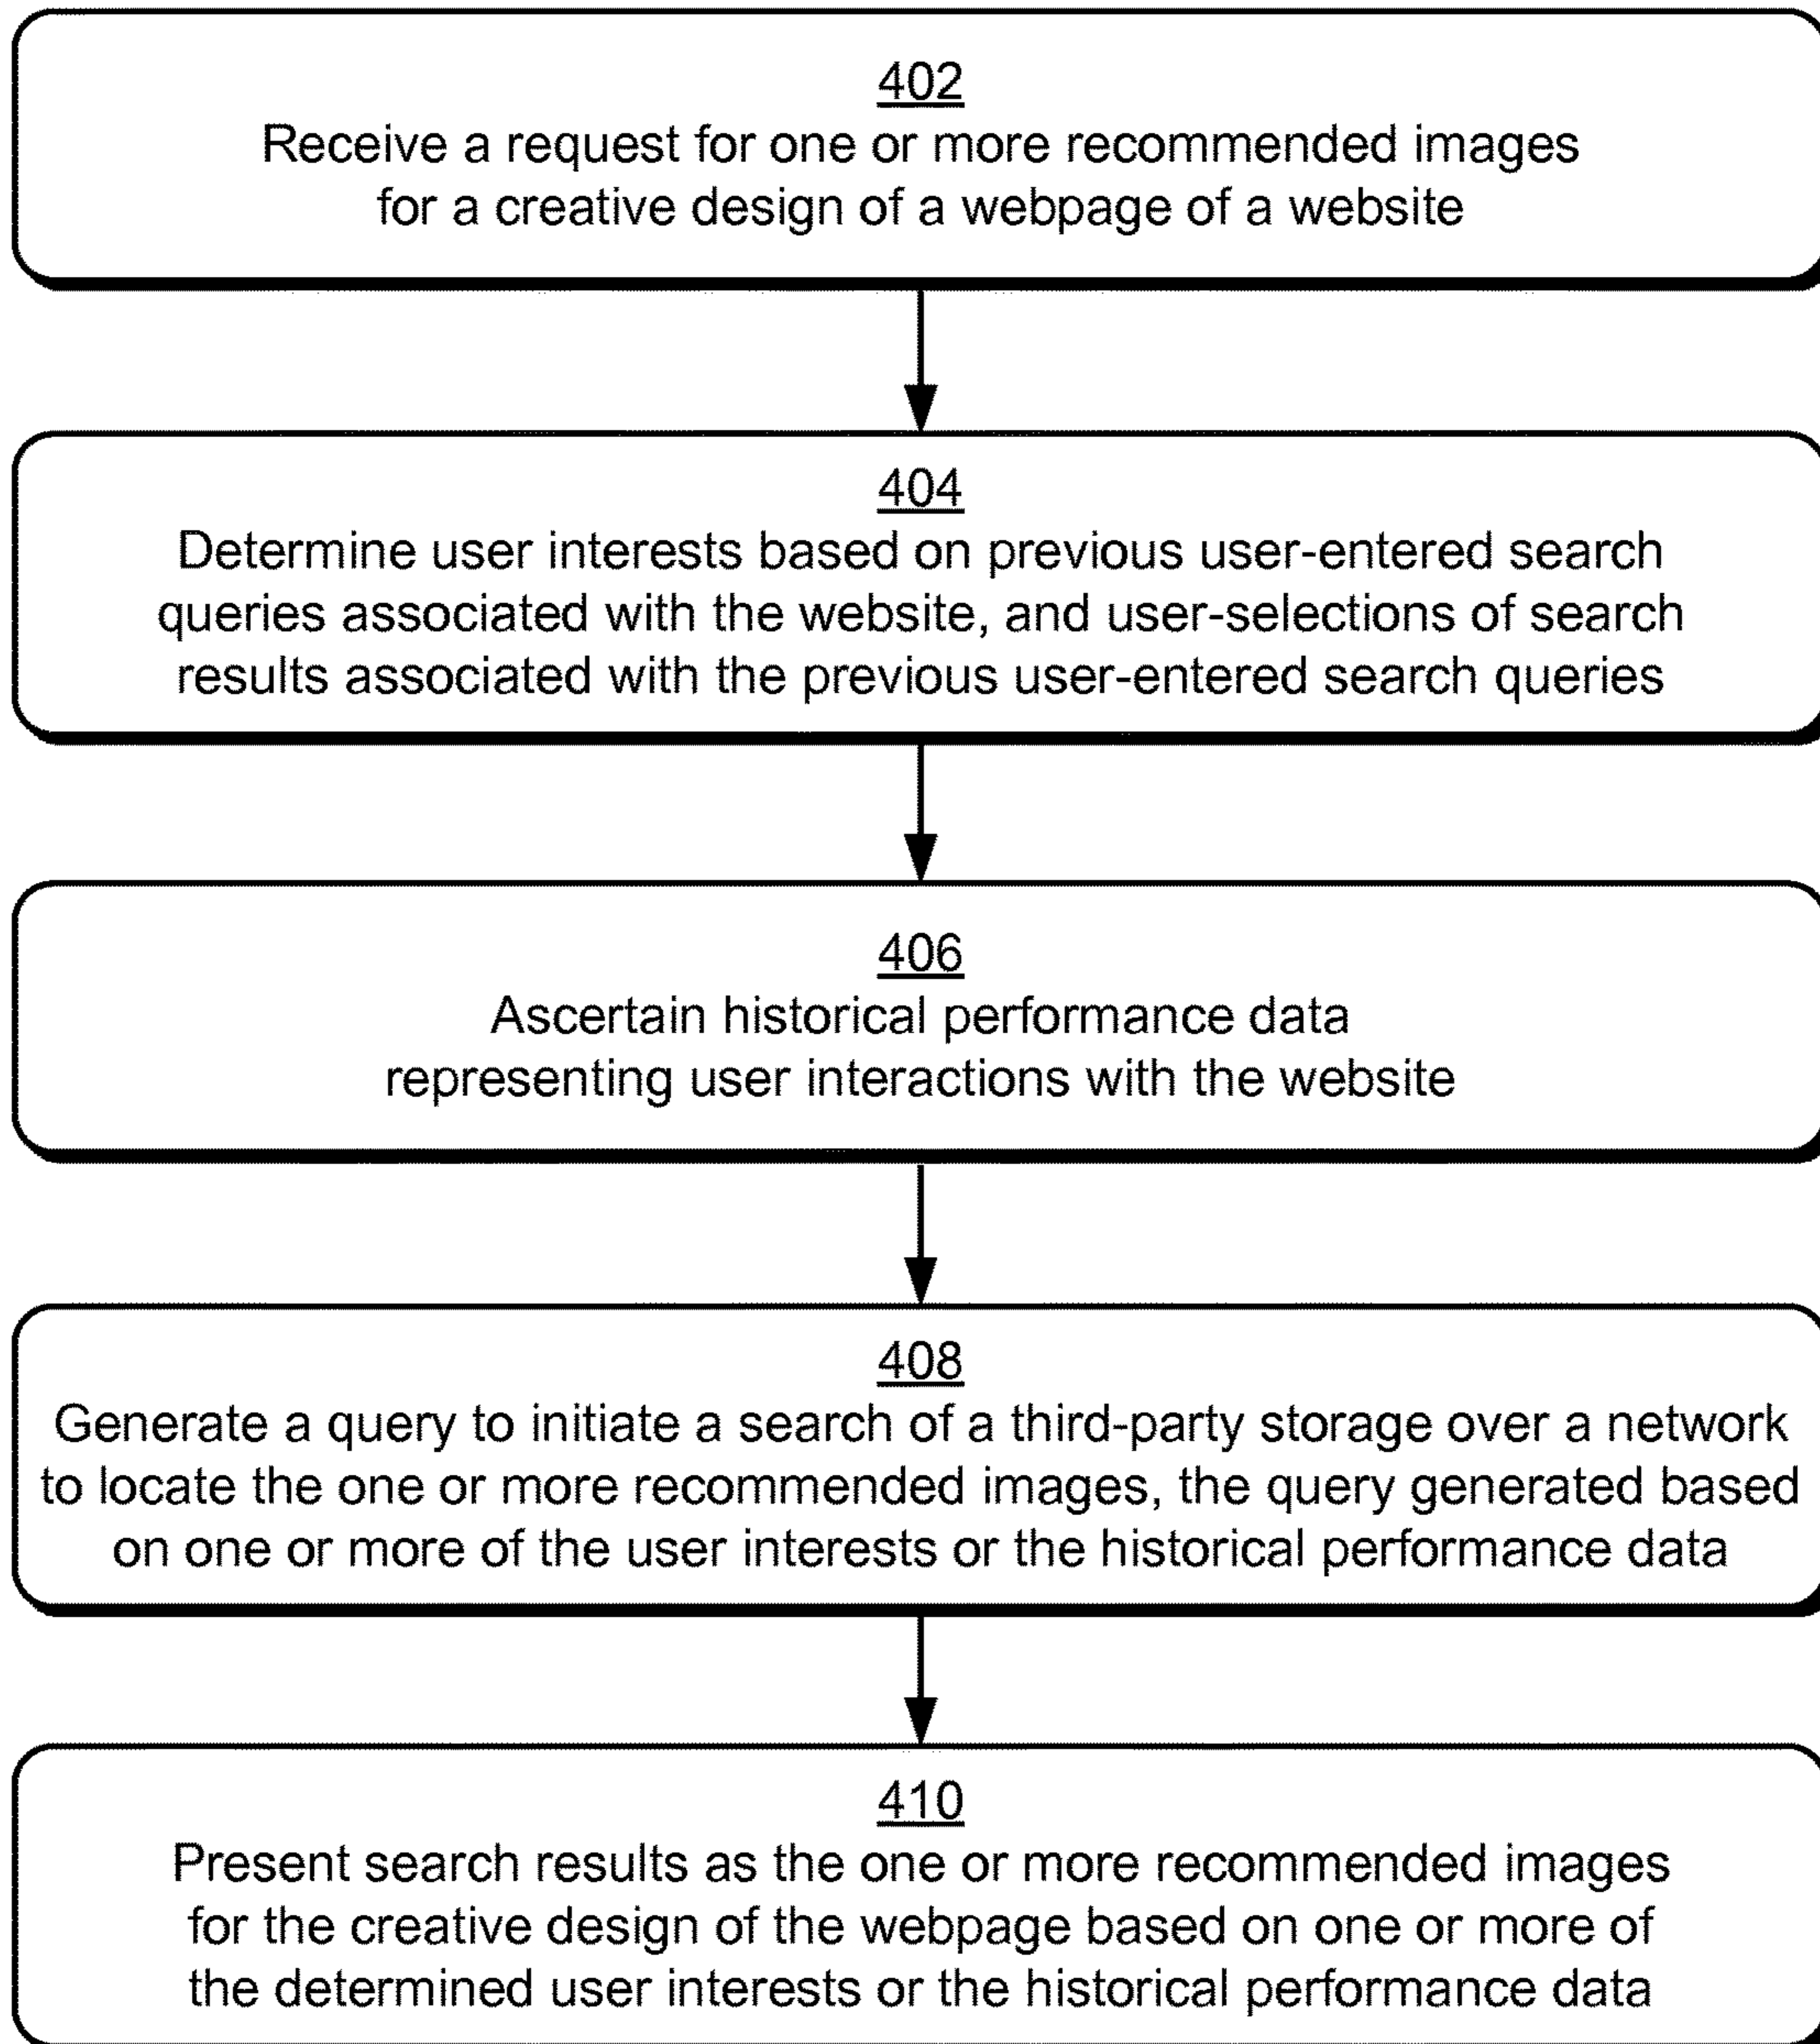 402
Receive a request for one or more recommended images
for a creative design of a webpage of a website
404
Determine user interests based on previous user-entered search
queries associated with the website, and user-selections of search
results associated with the previous user-entered search queries
406
Ascertain historical performance data
representing user interactions with the website
408
Generate a query to initiate a search of a third-party storage over a network
to locate the one or more recommended images, the query generated based
on one or more of the user interests or the historical performance data
410
Present search results as the one or more recommended images
for the creative design of the webpage based on one or more of
the determined user interests or the historical performance data